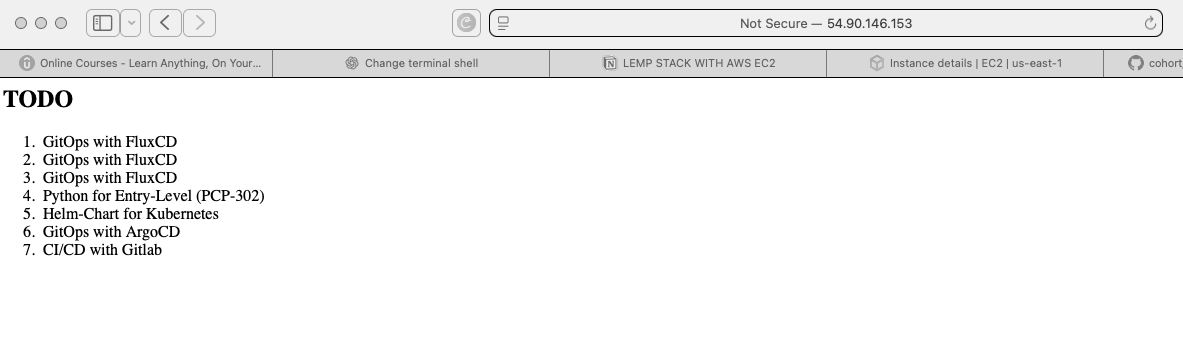 Not Secure — 54.90.146.153
Online Courses - Learn Anything, On Your...
Change terminal shell
LEMP STACK WITH AWS EC2
Instance details | EC2 | us-east-1
cohort
TODO
1. GitOps with FluxCD
2. GitOps with FluxCD
3. GitOps with FluxCD
4. Python for Entry-Level (PCP-302)
5. Helm-Chart for Kubernetes
6. GitOps with ArgoCD
7. CI/CD with Gitlab